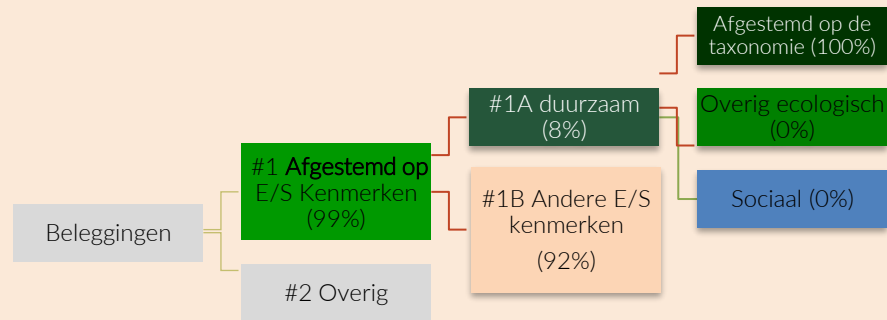 Beleggingen
#1 Afgestemd op
E/S Kenmerken
(99%)
#2 Overig
#1A duurzaam
(8%)
#1B Andere E/S
kenmerken
(92%)
Afgestemd op de
taxonomie (100%)
Overig ecologisch
(0%)
Sociaal (0%)